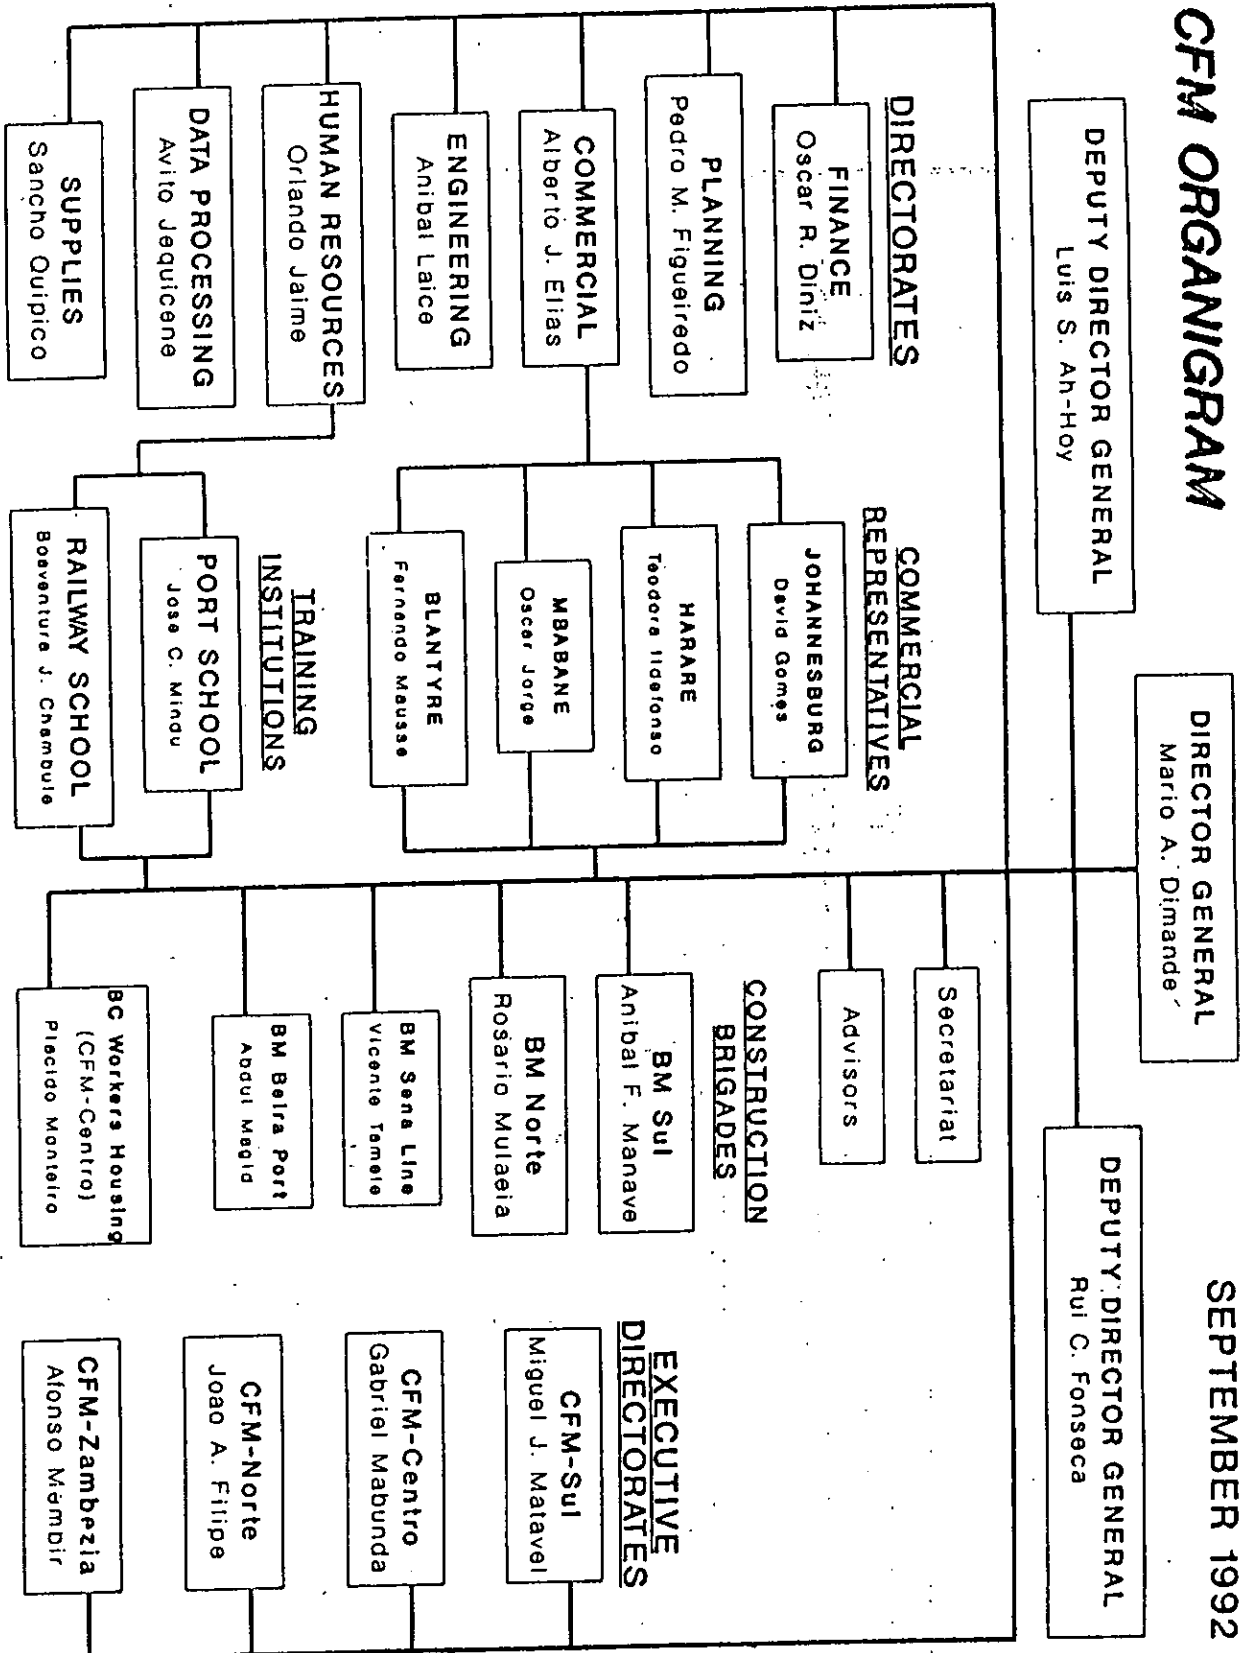 CFM ORGANIGRAM
SEPTEMBER 1992
DIRECTOR GENERAL
Mario A. Dimande
DEPUTY DIRECTOR GENERAL
Luis S. Ah-Hoy
DEPUTY DIRECTOR GENERAL
Rui C. Fonseca
Secretariat
Advisors
DIRECTORATES
FINANCE
Oscar R. Diniz
PLANNING
Pedro M. Figueiredo
COMMERCIAL
Alberto J. Elias
ENGINEERING
Anibal Laice
HUMAN RESOURCES
Orlando Jaime
DATA PROCESSING
Avito Jequicene
SUPPLIES
Sancho Quipico
COMMERCIAL
REPRESENTATIVES
JOHANNESBURG
David Gomes
HARARE
Teodora Ildefonso
MBABANE
Oscar Jorge
BLANTYRE
Fernando Mausse
TRAINING
INSTITUTIONS
PORT SCHOOL
Jose C. Mindu
RAILWAY SCHOOL
Boaventura J. Chambule
CONSTRUCTION
BRIGADES
BM Sul
Anibal F. Manave
BM Norte
Rosario Mulaeia
BM Sena Line
Vicente Tamele
BM Beira Port
Abdul Magid
BC Workers Housing
(CFM-Centro)
Placido Monteiro
EXECUTIVE
DIRECTORATES
CFM-Sul
Miguel J. Matavel
CFM-Centro
Gabriel Mabunda
CFM-Norte
Joao A. Filipe
CFM-Zambezia
Afonso Membir